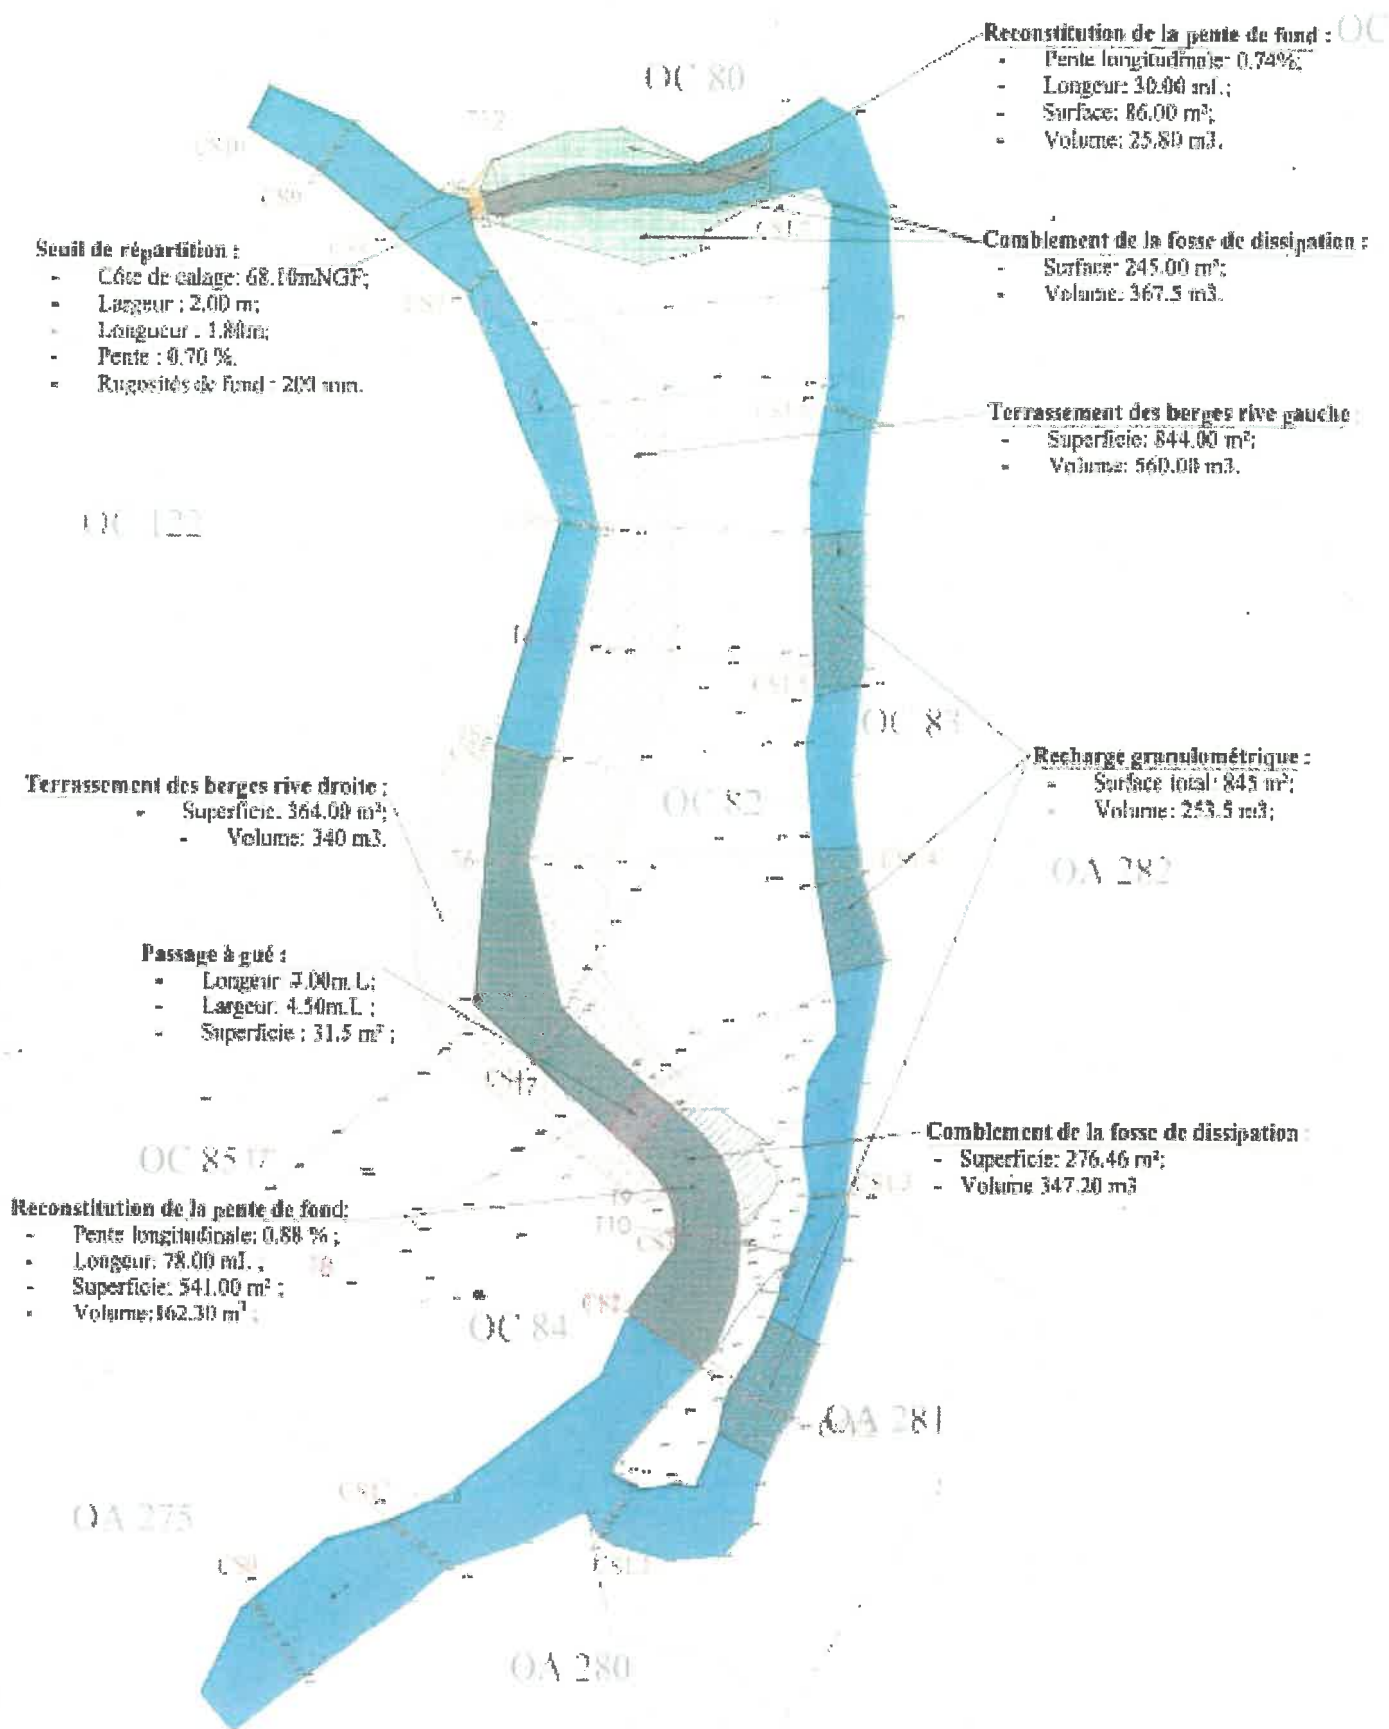 Reconstitution de la pente de fond :
- Pente longitudinale: 0.74%;
- Longeur: 30.00 ml.;
- Surface: 86.00 m²;
- Volume: 25.80 m3.
OC
OC 80
Seuil de répartition :
- Côte de calage: 68.10mNGF;
- Largeur : 2.00 m;
- Longueur : 1.80m;
- Pente : 0.70 %.
- Rugosités de fond : 200 mm.
Comblement de la fosse de dissipation :
- Surface: 245.00 m²;
- Volume: 367.5 m3.
Terrassement des berges rive gauche :
- Superficie: 844.00 m²;
- Volume: 560.00 m3.
OC 122
OC 83
Terrassement des berges rive droite :
- Superficie: 364.00 m²;
- Volume: 340 m3.
OC 82
Recharge granulométrique :
- Surface total: 845 m²;
- Volume: 253.5 m3;
OA 282
Passage à gué :
- Longeur 7.00m.L;
- Largeur: 4.50m.L ;
- Superficie : 31.5 m² ;
OC 85
Comblement de la fosse de dissipation :
- Superficie: 276.46 m²;
- Volume 347.20 m3
Reconstitution de la pente de fond:
- Pente longitudinale: 0.88 % ;
- Longeur: 78.00 ml. ,
- Superficie: 541.00 m² ;
- Volume: 162.30 m³ ;
T9
T10
OC 84
OA 281
OA 275
OA 280